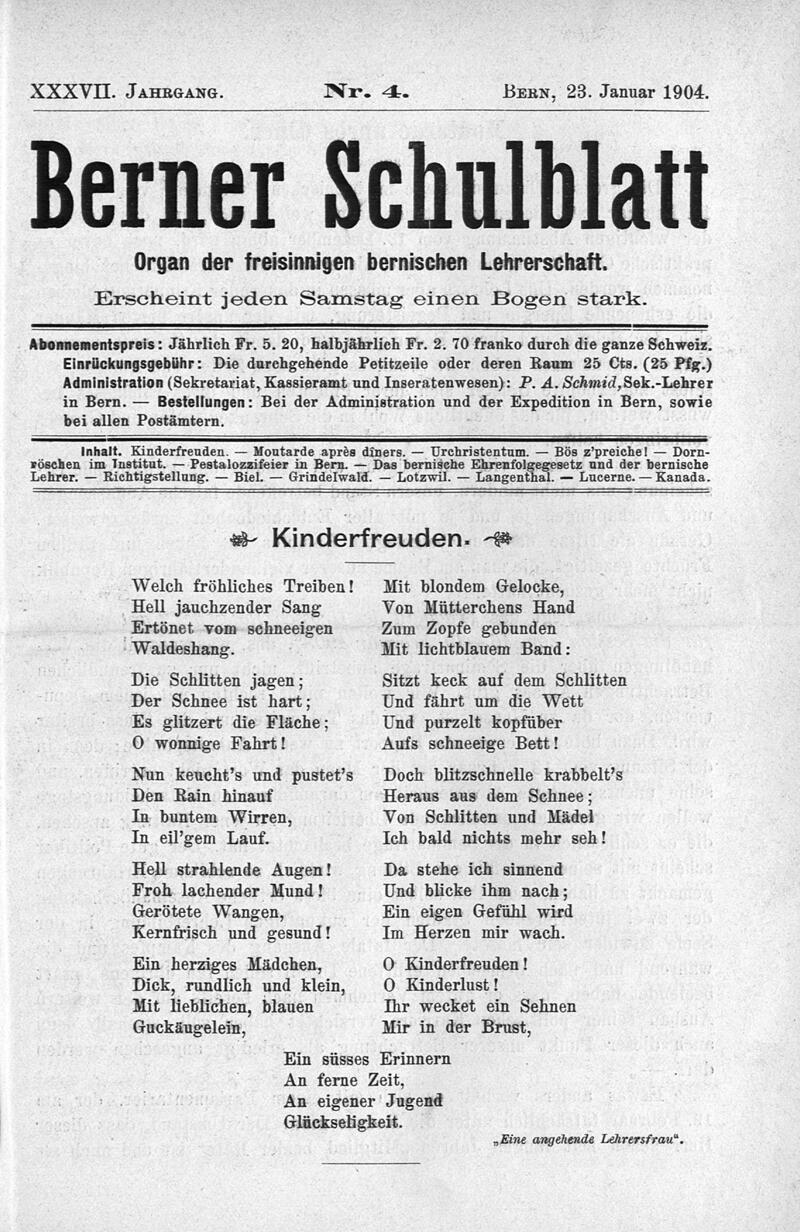 XXXVII. Jahrgang. Nr. 4. Bern, 23. Januar 1904.
Berner Schulblatt
Organ der freisinnigen bernischen Lehrerschaft.
Erscheint jeden Samstag einen Bogen stark.
Abonnementspreis: Jährlich Fr. 5. 20, halbjährlich Fr. 2. 70 franko durch die ganze Schweiz.
Einrückungsgebühr: Die durchgehende Petitzeile oder deren Raum 25 Cts. (25 Pfg.)
Administration (Sekretariat, Kassieramt und Inseratenwesen): P. A. Schmid, Sek.-Lehrer
in Bern. — Bestellungen: Bei der Administration und der Expedition in Bern, sowie
bei allen Postämtern.
Inhalt. Kinderfreuden. — Moutarde après dîners. — Urchristentum. — Bös z'preiche! — Dorn-
röschen im Institut. — Pestalozzifeier in Bern. — Das bernische Ehrenfolgegesetz und der bernische
Lehrer. — Richtigstellung. — Biel. — Grindelwald. — Lotzwil. — Langenthal. — Lucerne. — Kanada.
Kinderfreuden.
Welch fröhliches Treiben!
Hell jauchzender Sang
Ertönet vom schneeigen
Waldeshang.
Die Schlitten jagen;
Der Schnee ist hart;
Es glitzert die Fläche;
O wonnige Fahrt!
Nun keucht's und pustet's
Den Rain hinauf
In buntem Wirren,
In eil'gem Lauf.
Hell strahlende Augen!
Froh lachender Mund!
Gerötete Wangen,
Kernfrisch und gesund!
Ein herziges Mädchen,
Dick, rundlich und klein,
Mit lieblichen, blauen
Guckäugelein,
Mit blondem Gelocke,
Von Mütterchens Hand
Zum Zopfe gebunden
Mit lichtblauem Band:
Sitzt keck auf dem Schlitten
Und fährt um die Wett
Und purzelt kopfüber
Aufs schneeige Bett!
Doch blitzschnelle krabbelt's
Heraus aus dem Schnee;
Von Schlitten und Mädel
Ich bald nichts mehr seh!
Da stehe ich sinnend
Und blicke ihm nach;
Ein eigen Gefühl wird
Im Herzen mir wach.
O Kinderfreuden!
O Kinderlust!
Ihr wecket ein Sehnen
Mir in der Brust,
Ein süsses Erinnern
An ferne Zeit,
An eigener Jugend
Glückseligkeit.
„Eine angehende Lehrersfrau“.